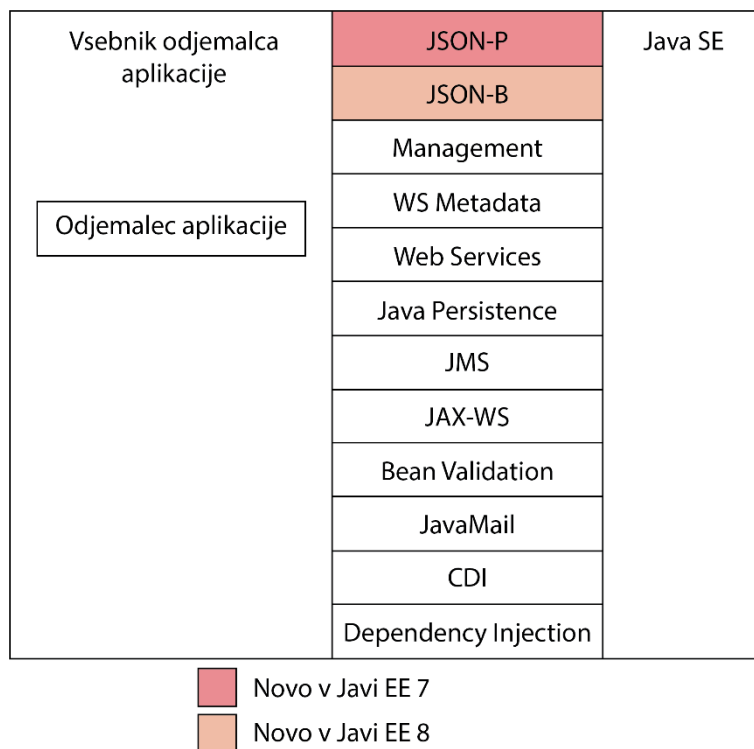 Vsebnik odjemalca
aplikacije
Odjemalec aplikacije
JSON-P
JSON-B
Management
WS Metadata
Web Services
Java Persistence
JMS
JAX-WS
Bean Validation
JavaMail
CDI
Dependency Injection
Java SE
Novo v Javi EE 7
Novo v Javi EE 8